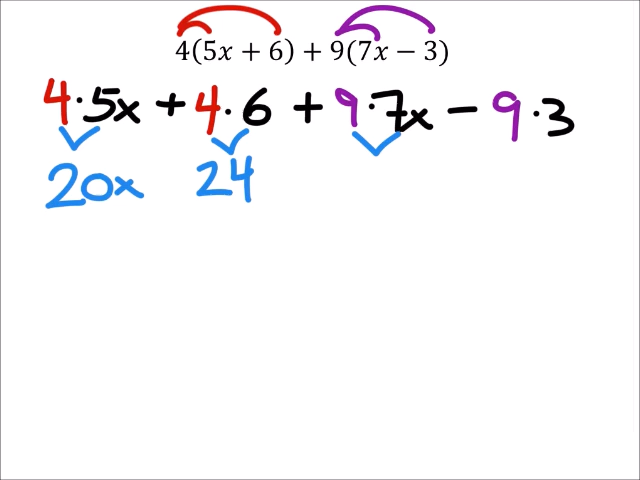 4(5x + 6) + 9(7x − 3)
4·5x + 4·6 + 9·7x − 9·3
20x 24